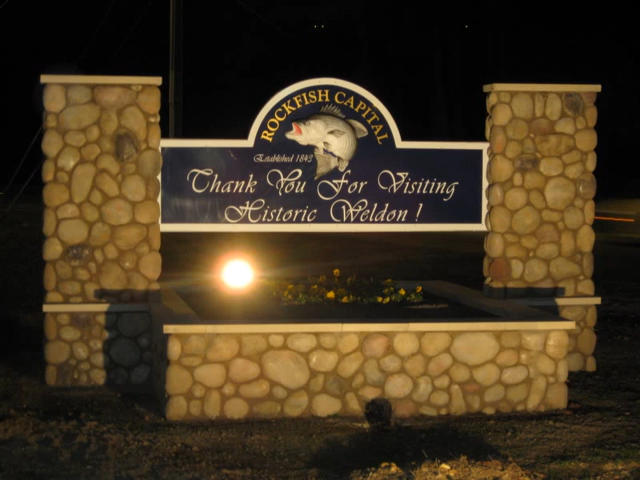 ROCKFISH CAPITAL
Established 1843
Thank You For Visiting
Historic Weldon!